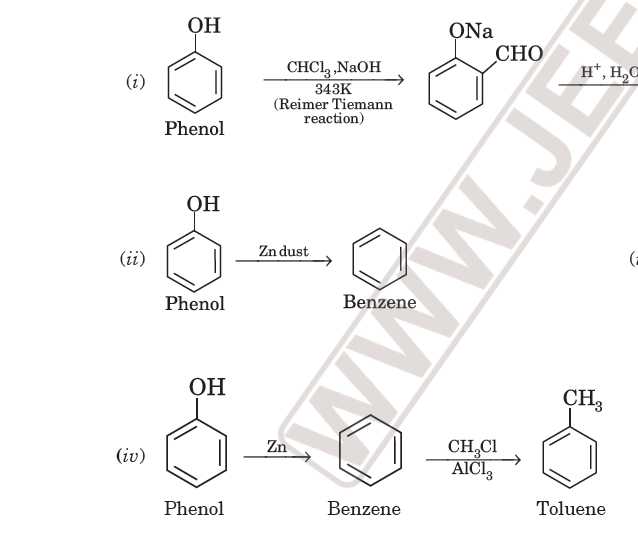 OH
ONa
CHO
(i)
CHCl₃,NaOH
343K
(Reimer Tiemann
reaction)
H⁺, H₂O
Phenol
OH
(ii)
Zn dust
Phenol
Benzene
OH
CH₃
(iv)
Zn
CH₃Cl
AlCl₃
Phenol
Benzene
Toluene
WWW.JEE